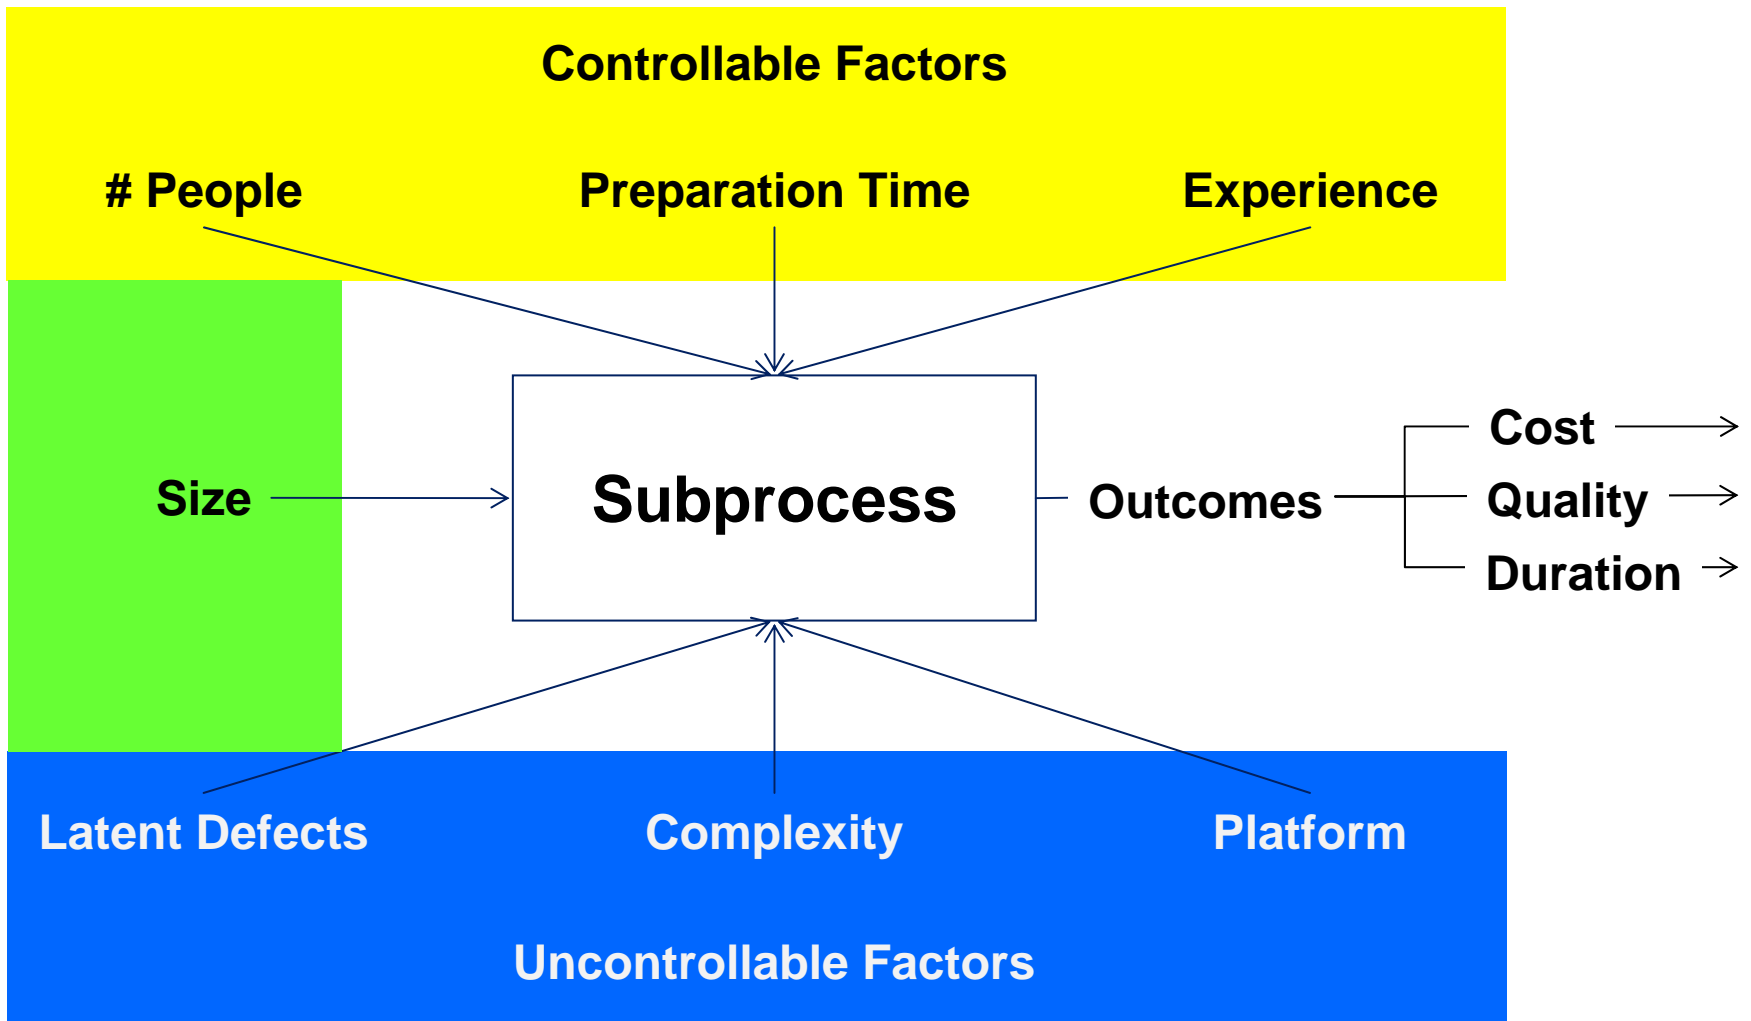 Controllable Factors
# People
Preparation Time
Experience
Size
Subprocess
Outcomes
Cost
Quality
Duration
Latent Defects
Complexity
Platform
Uncontrollable Factors